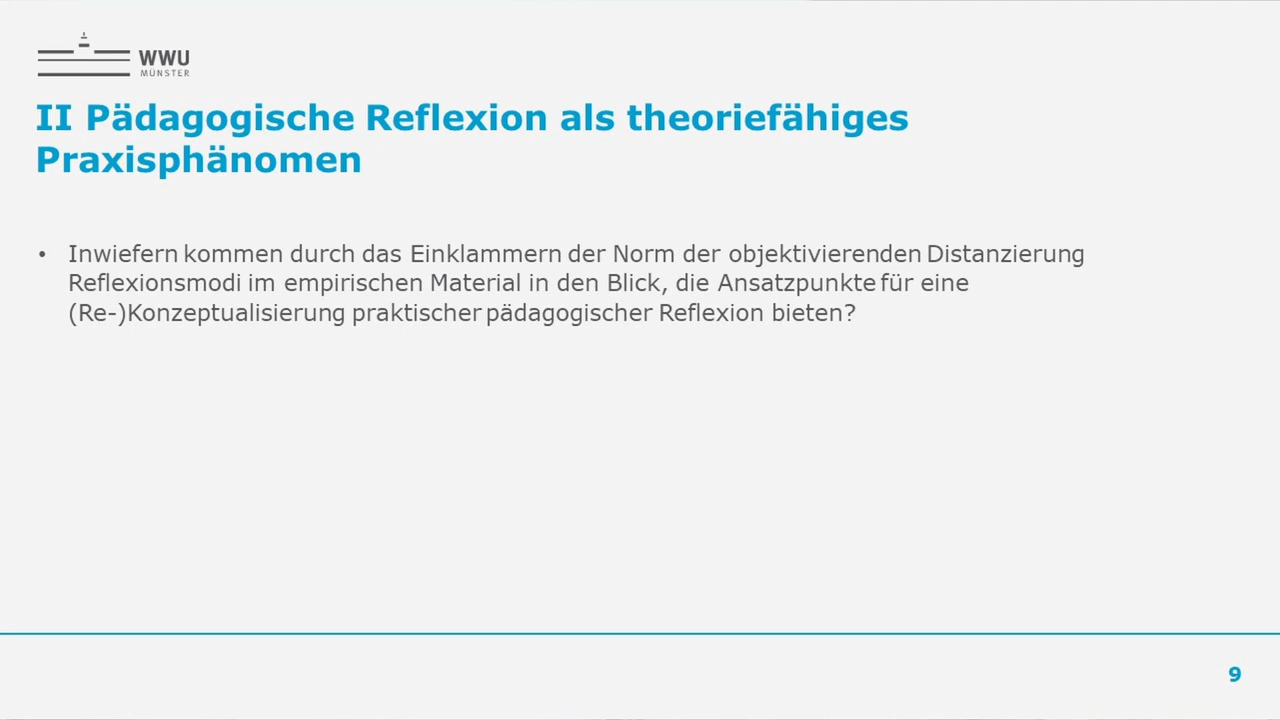 WWU
MÜNSTER
II Pädagogische Reflexion als theoriefähiges
Praxisphänomen
• Inwiefern kommen durch das Einklammern der Norm der objektivierenden Distanzierung
Reflexionsmodi im empirischen Material in den Blick, die Ansatzpunkte für eine
(Re-)Konzeptualisierung praktischer pädagogischer Reflexion bieten?
9